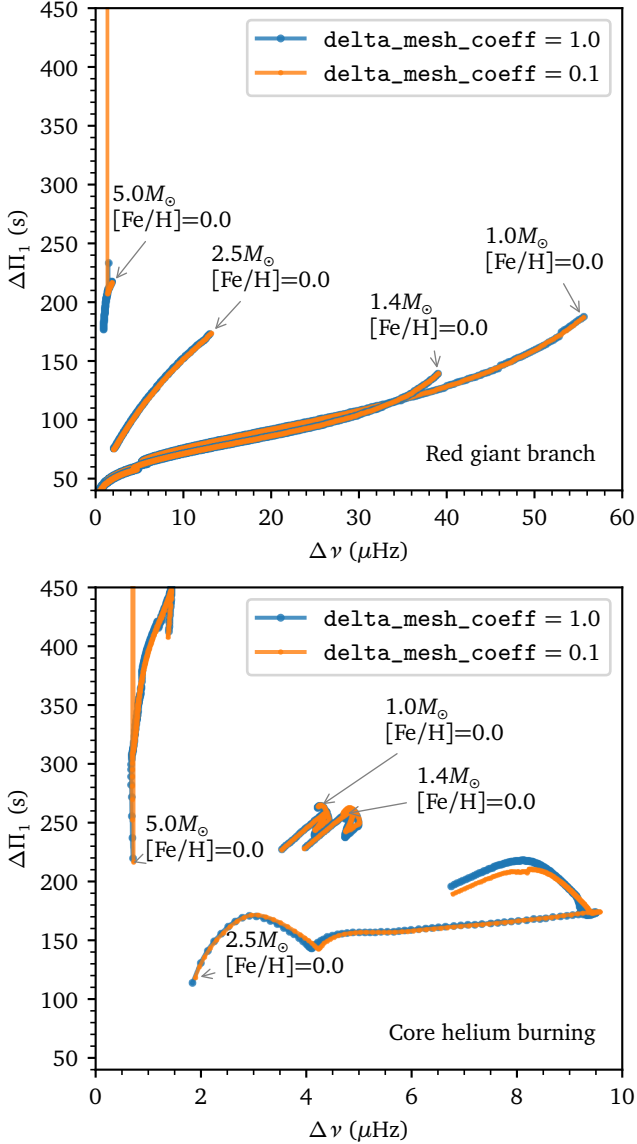 450
400
350
300
250
200
150
100
50
ΔΠ₁ (s)
delta_mesh_coeff = 1.0
delta_mesh_coeff = 0.1
5.0M⊙
[Fe/H]=0.0
2.5M⊙
[Fe/H]=0.0
1.0M⊙
[Fe/H]=0.0
1.4M⊙
[Fe/H]=0.0
Red giant branch
0 10 20 30 40 50 60
Δν (μHz)
450
400
350
300
250
200
150
100
50
ΔΠ₁ (s)
delta_mesh_coeff = 1.0
delta_mesh_coeff = 0.1
1.0M⊙
[Fe/H]=0.0
1.4M⊙
[Fe/H]=0.0
5.0M⊙
[Fe/H]=0.0
2.5M⊙
[Fe/H]=0.0
Core helium burning
0 2 4 6 8 10
Δν (μHz)